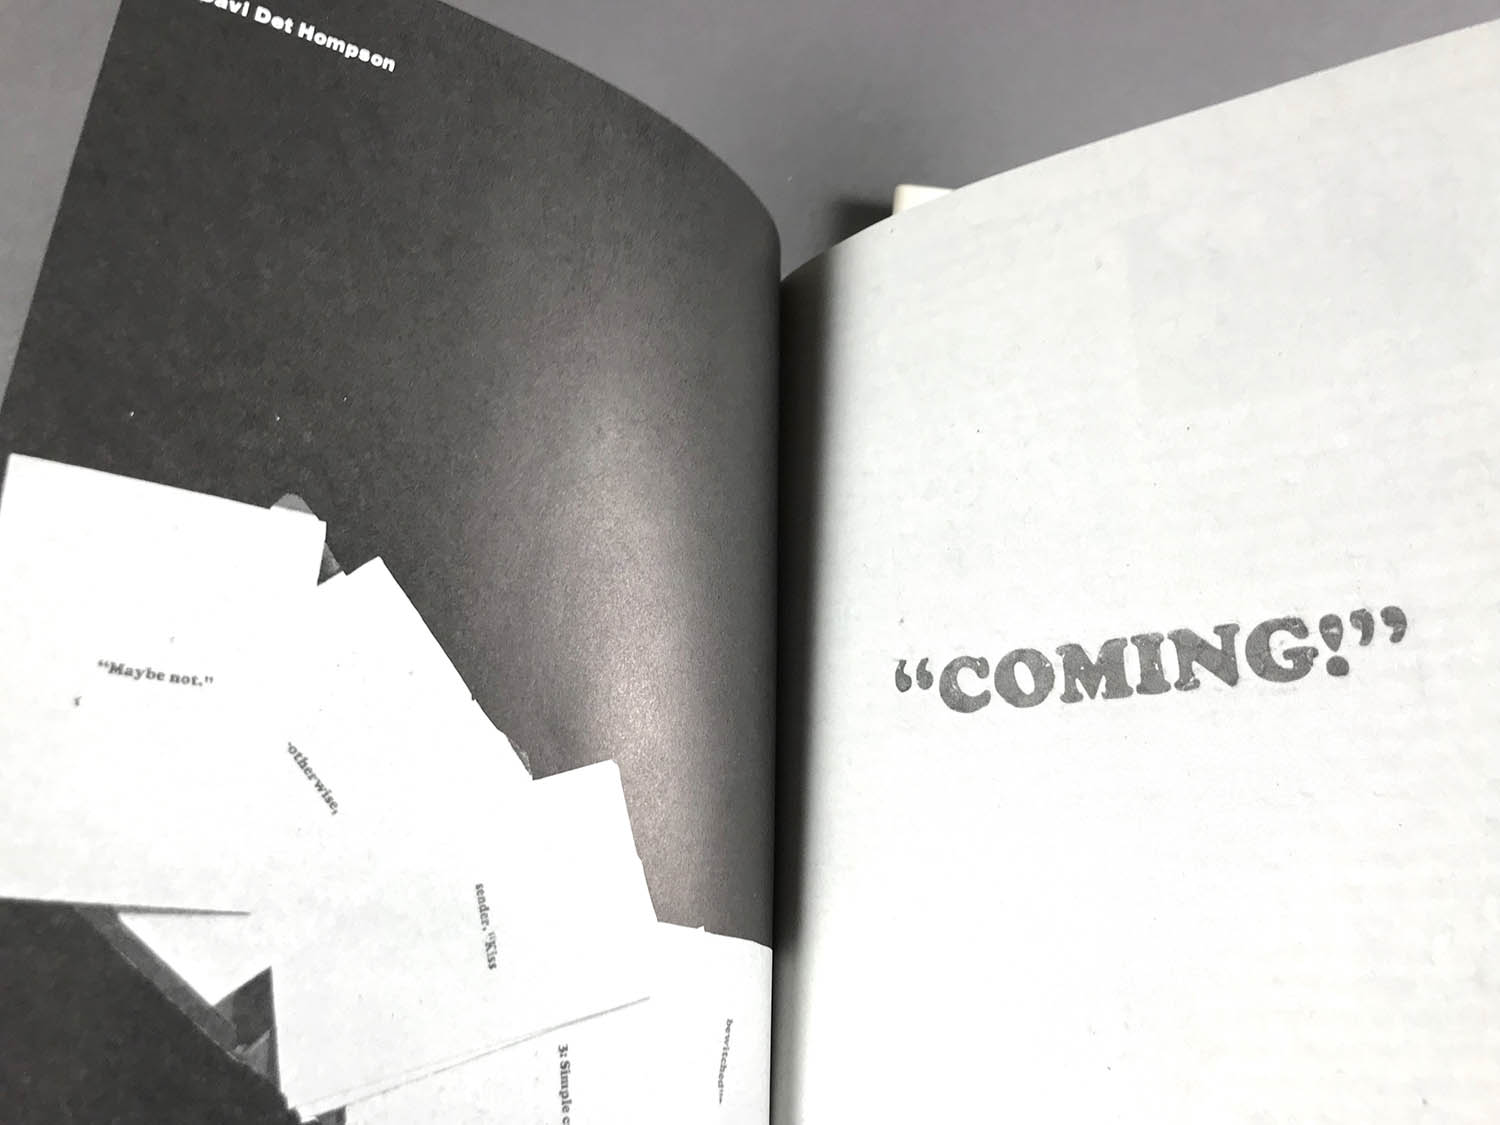 Davi Det Hompson
“Maybe not.”
otherwise,
sender. “Kiss
3: Simple
bewitched
“COMING!”